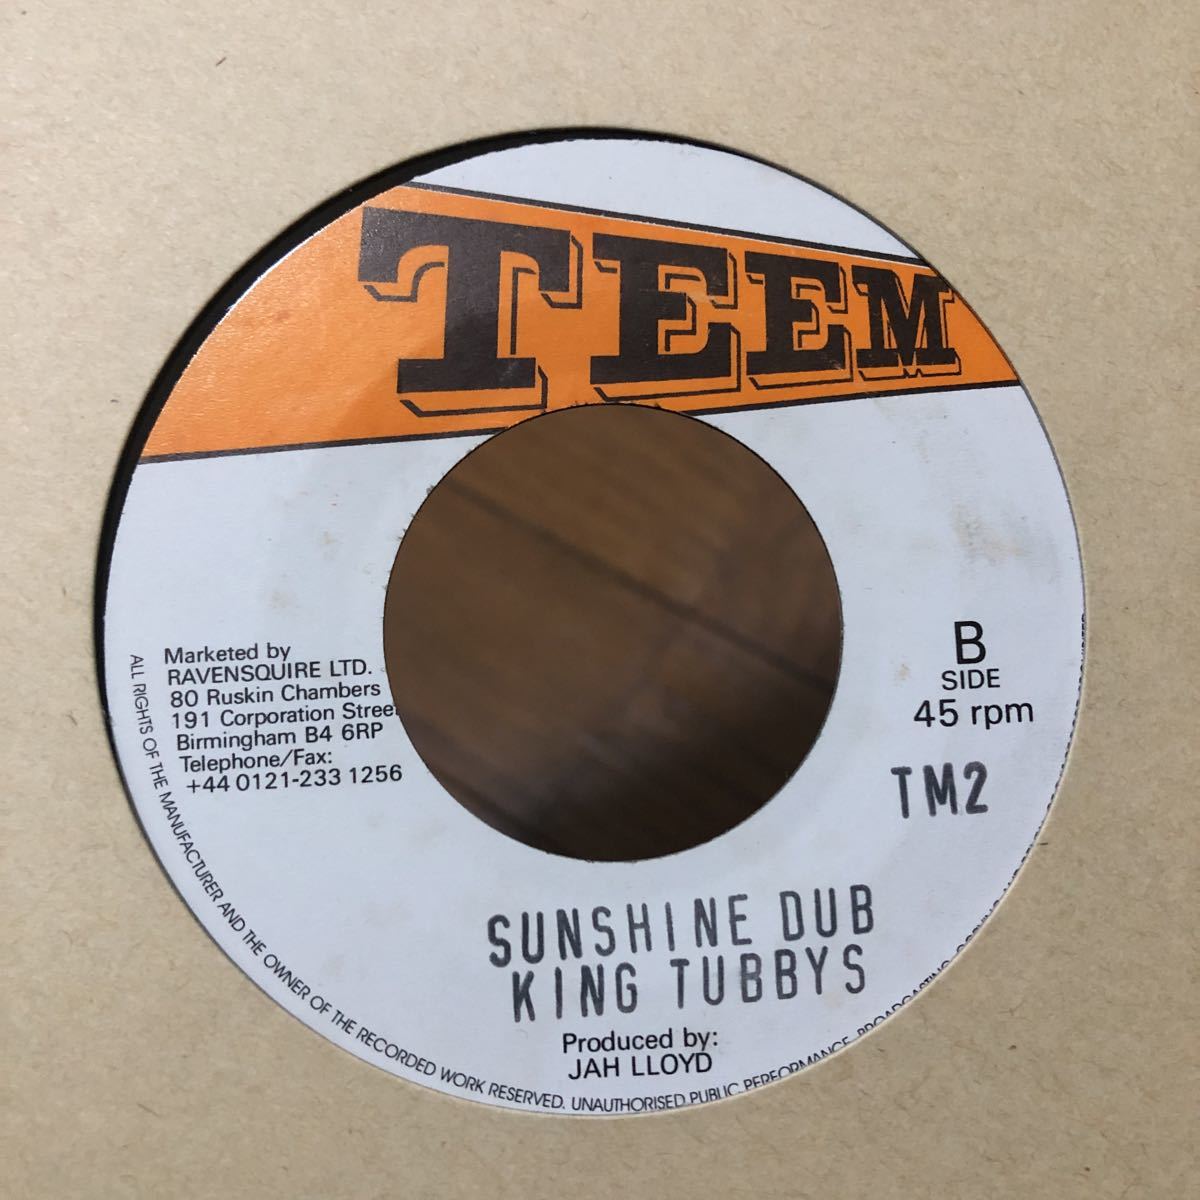 TEEM
Marketed by
RAVENSQUIRE LTD.
80 Ruskin Chambers
191 Corporation Street
Birmingham B4 6RP
Telephone/Fax:
+44 0121-233 1256
B
SIDE
45 rpm
TM2
SUNSHINE DUB
KING TUBBYS
Produced by:
JAH LLOYD
ALL RIGHTS OF THE MANUFACTURER AND THE OWNER OF THE RECORDED WORK RESERVED. UNAUTHORISED PUBLIC PERFORMANCE, BROADCASTING